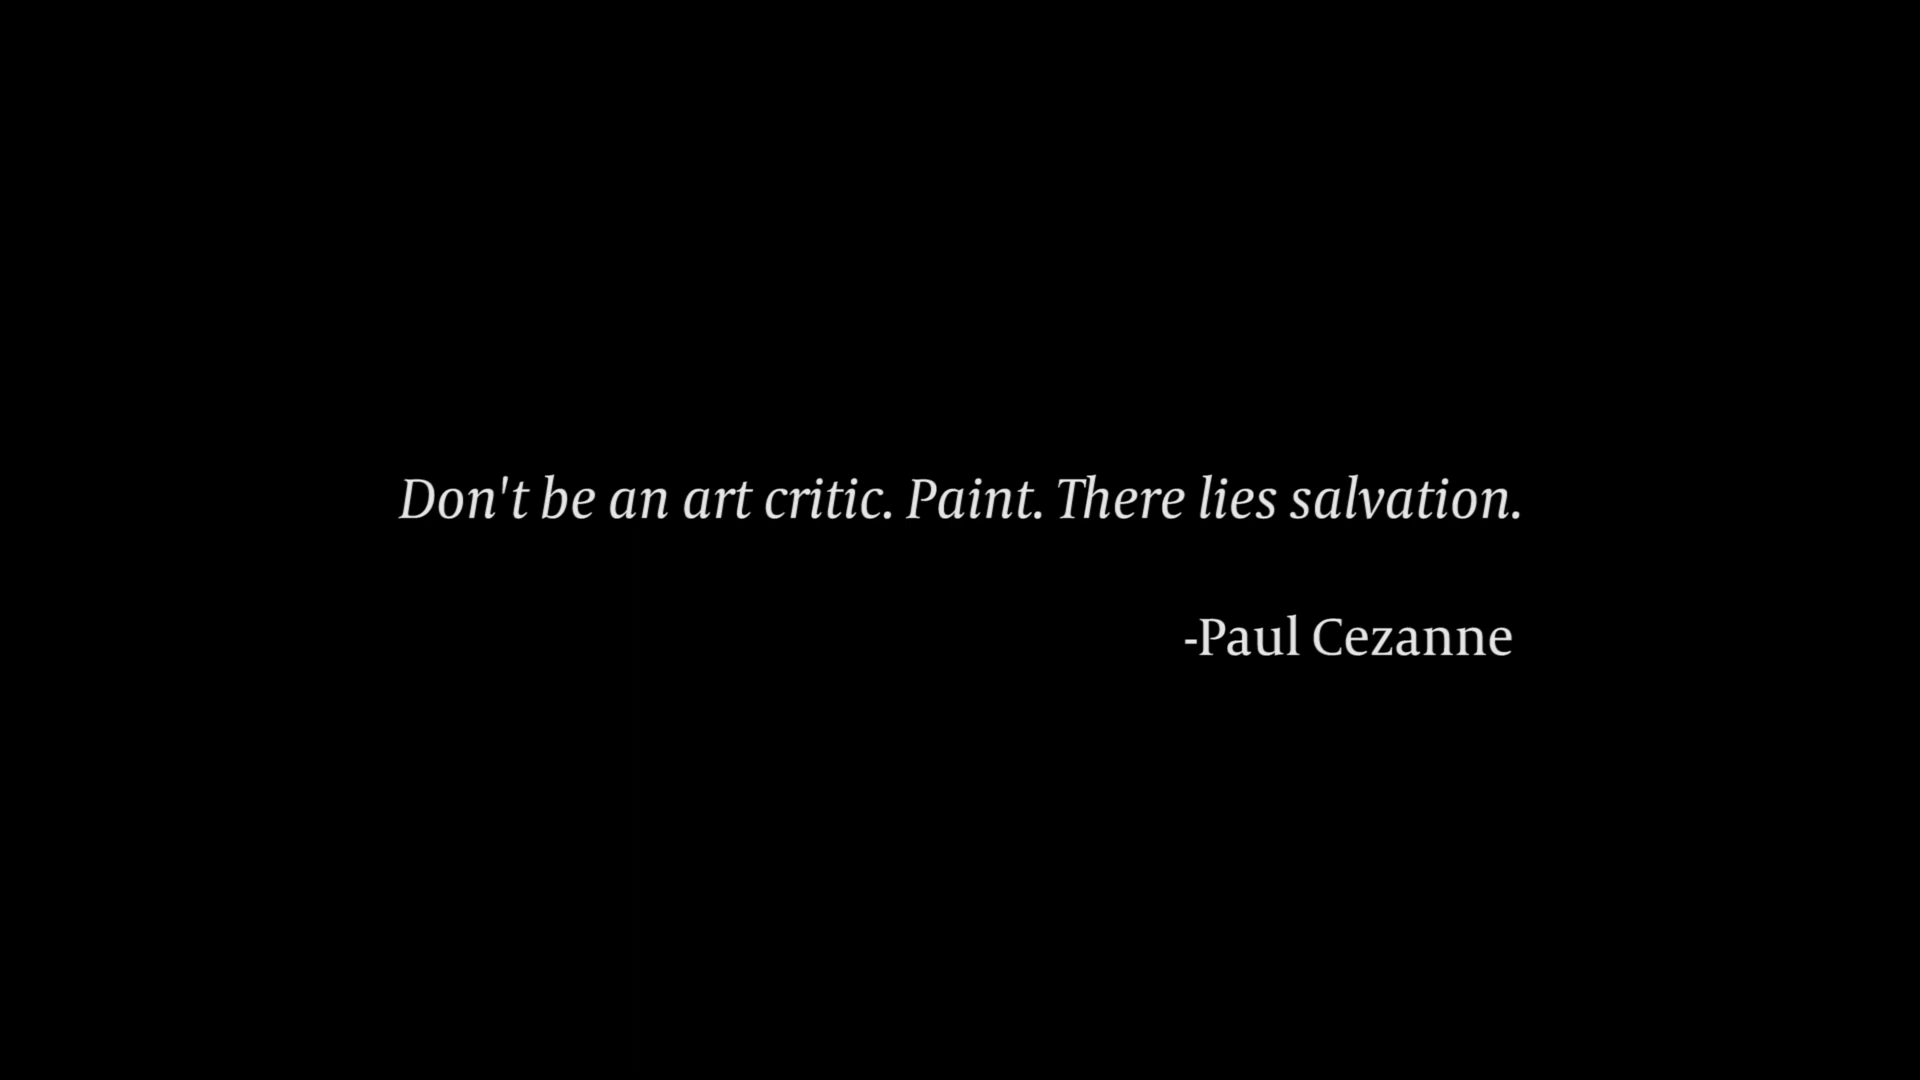 Don't be an art critic. Paint. There lies salvation.
-Paul Cezanne